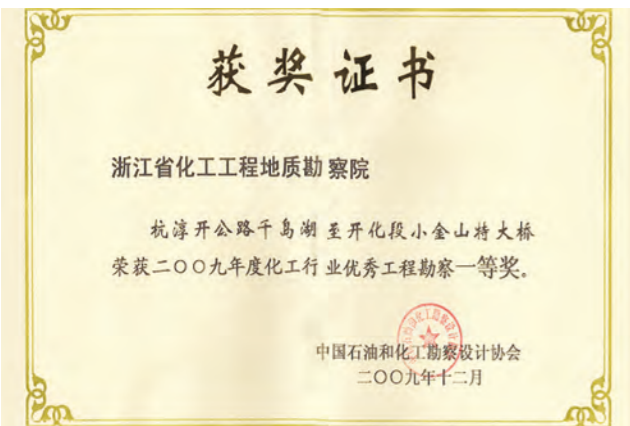 获奖证书
浙江省化工工程地质勘察院
杭淳开公路千岛湖至开化段小金山特大桥
荣获二〇〇九年度化工行业优秀工程勘察一等奖。
中国石油和化工勘察设计协会
二〇〇九年十二月